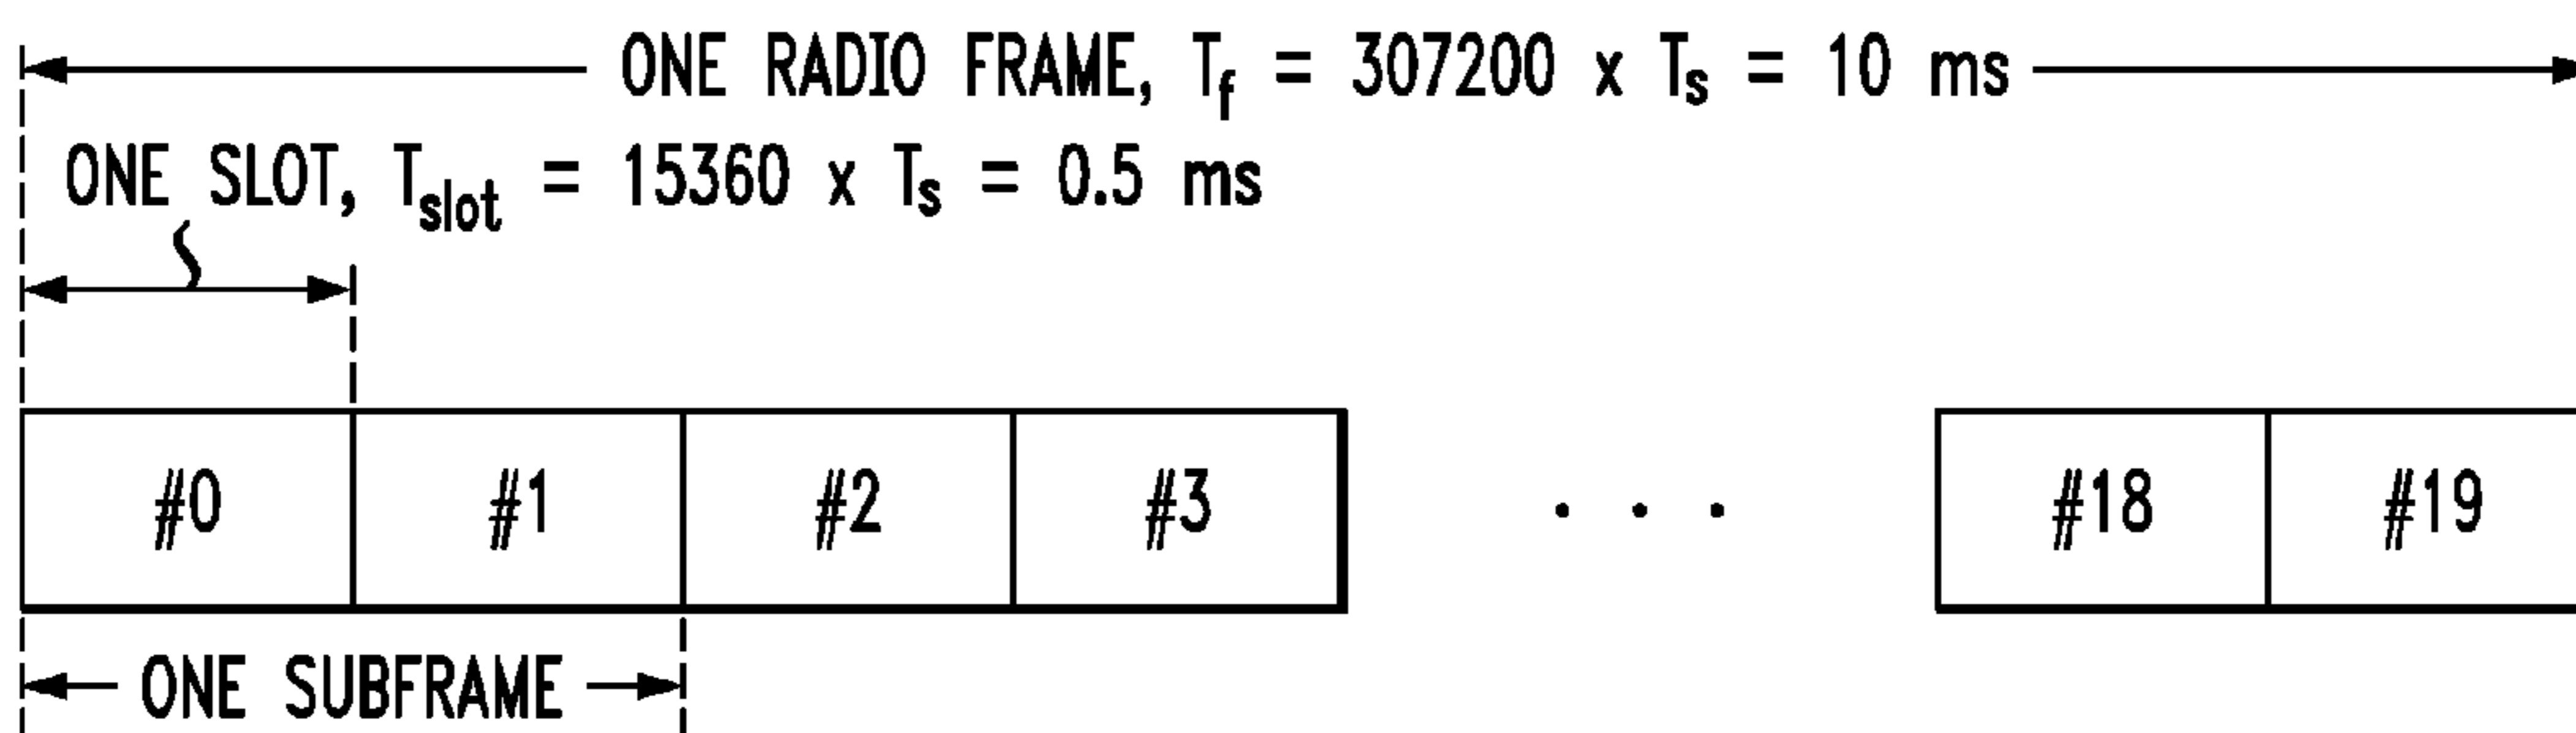 ONE RADIO FRAME, Tf = 307200 x Ts = 10 ms
ONE SLOT, Tslot = 15360 x Ts = 0.5 ms
#0 #1 #2 #3 . . . #18 #19
ONE SUBFRAME